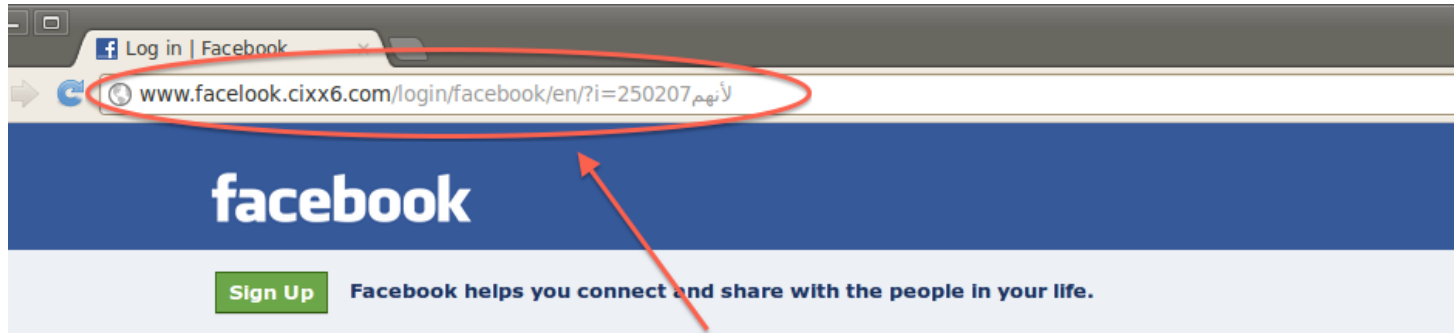 Log in | Facebook
www.facelook.cixx6.com/login/facebook/en/?i=250207لأنهم
facebook
Sign Up Facebook helps you connect and share with the people in your life.